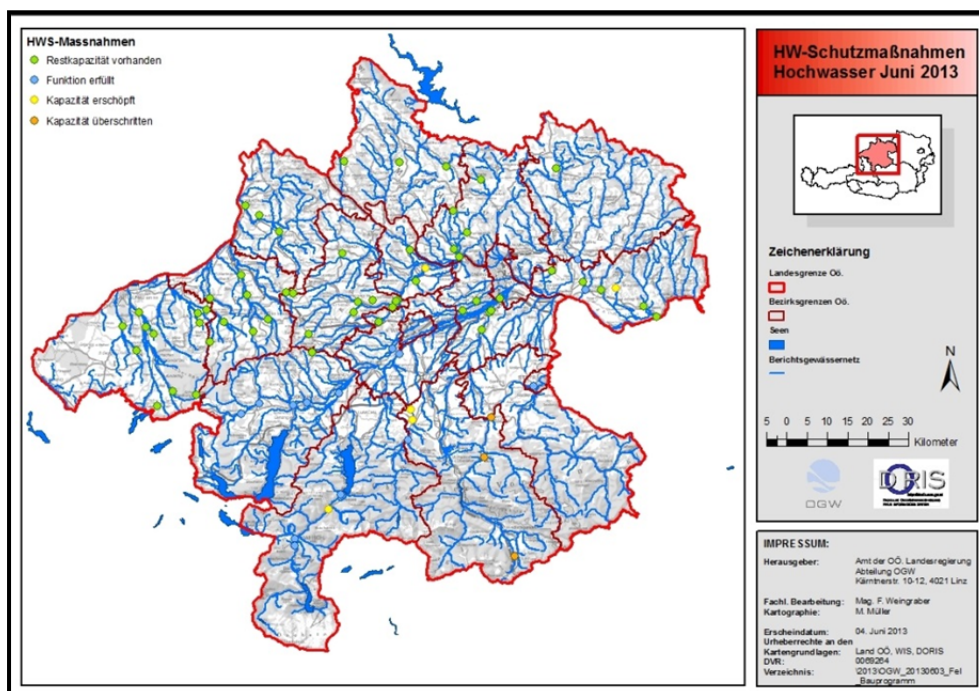 HWS-Massnahmen
Restkapazität vorhanden
Funktion erfüllt
Kapazität erschöpft
Kapazität überschritten
HW-Schutzmaßnahmen
Hochwasser Juni 2013
Zeichenerklärung
Landesgrenze Oö.
Bezirksgrenzen Oö.
Seen
Berichtsgewässernetz
N
5 0 5 10 15 20 25 30
Kilometer
OGW
DORIS
IMPRESSUM:
Herausgeber: Amt der OÖ. Landesregierung
Abteilung OGW
Kärntnerstr. 10-12, 4021 Linz
Fachl. Bearbeitung: Mag. F. Weingraber
Kartographie: M. Müller
Erscheindatum: 04. Juni 2013
Urheberrechte an den
Kartengrundlagen: Land OÖ, WIS, DORIS
DVR: 0069264
Verzeichnis: \2013\OGW_20130603_Fel
_Bauprogramm